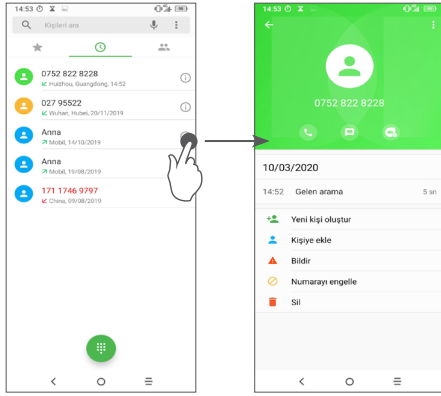 14:53
Kişileri ara
0752 822 8228
Huizhou, Guangdong, 14:52
027 95522
Wuhan, Hubei, 20/11/2019
Anna
Mobil, 14/10/2019
Anna
Mobil, 19/08/2019
171 1746 9797
China, 09/08/2019
14:53
0752 822 8228
10/03/2020
14:52 Gelen arama 5 sn
Yeni kişi oluştur
Kişiye ekle
Bildir
Numarayı engelle
Sil